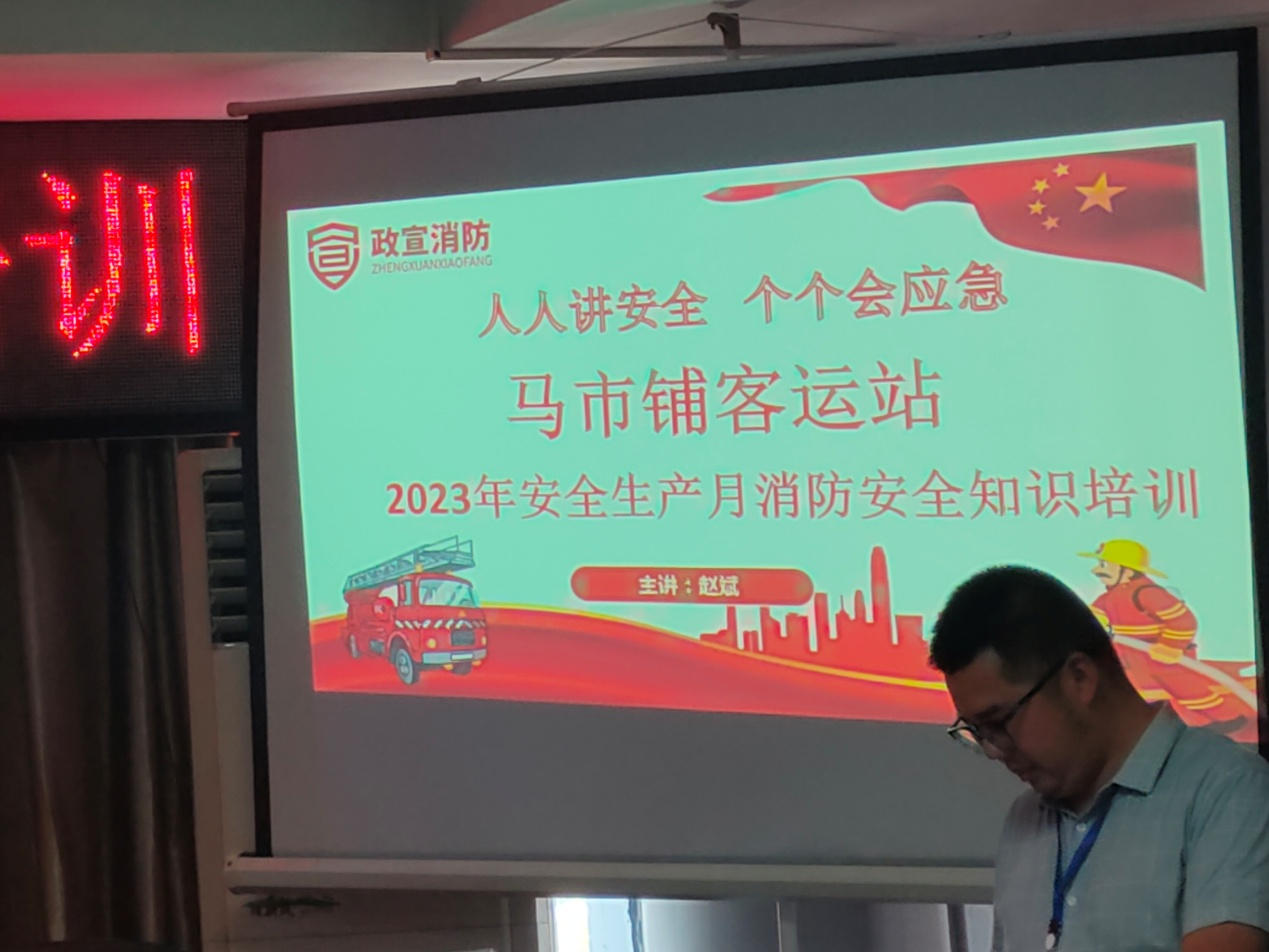 训
政宣消防
ZHENGXUANXIAOFANG
人人讲安全 个个会应急
马市铺客运站
2023年安全生产月消防安全知识培训
主讲：赵斌